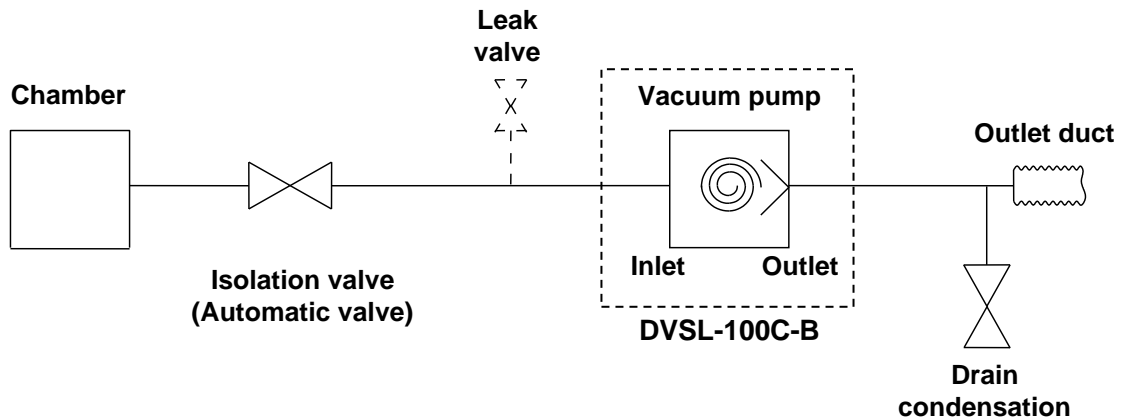 Leak
valve
Chamber
Vacuum pump
Outlet duct
Isolation valve
(Automatic valve)
Inlet
Outlet
DVSL-100C-B
Drain
condensation